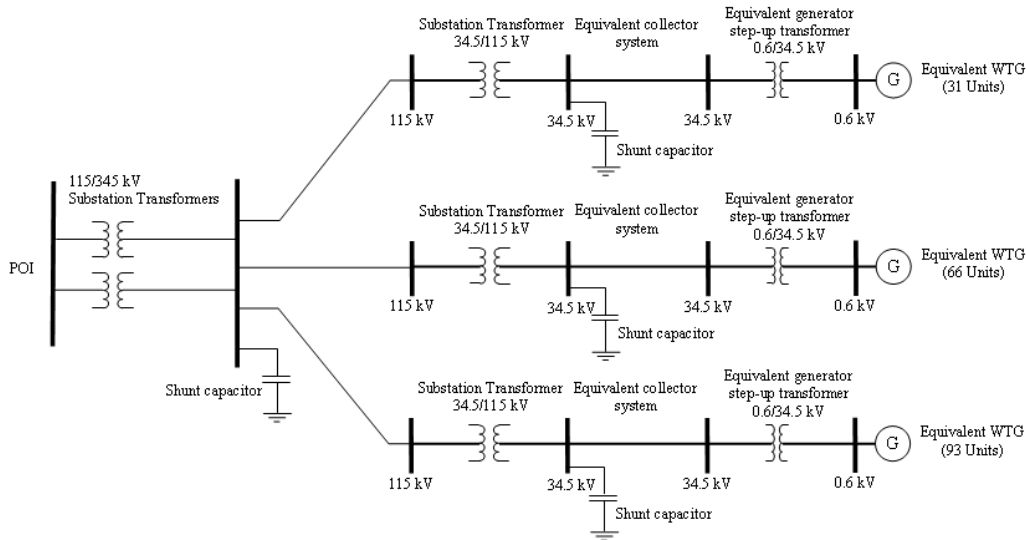 Substation Transformer
34.5/115 kV
Equivalent collector
system
Equivalent generator
step-up transformer
0.6/34.5 kV
G
Equivalent WTG
(31 Units)
115 kV
34.5 kV
34.5 kV
0.6 kV
Shunt capacitor
115/345 kV
Substation Transformers
POI
Shunt capacitor
Substation Transformer
34.5/115 kV
Equivalent collector
system
Equivalent generator
step-up transformer
0.6/34.5 kV
G
Equivalent WTG
(66 Units)
115 kV
34.5 kV
34.5 kV
0.6 kV
Shunt capacitor
Substation Transformer
34.5/115 kV
Equivalent collector
system
Equivalent generator
step-up transformer
0.6/34.5 kV
G
Equivalent WTG
(93 Units)
115 kV
34.5 kV
34.5 kV
0.6 kV
Shunt capacitor